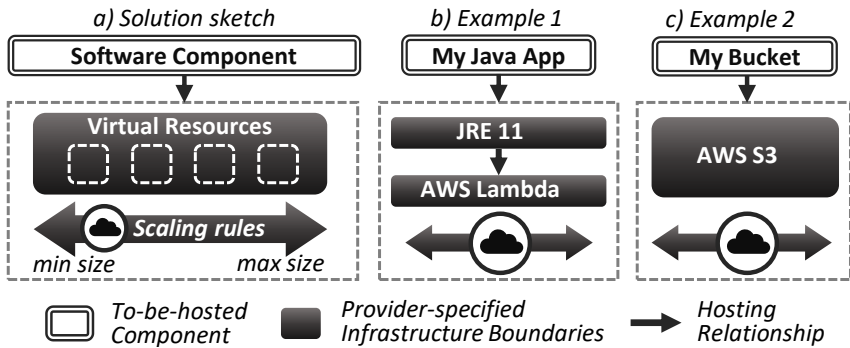 a) Solution sketch
Software Component
Virtual Resources
Scaling rules
min size
max size
b) Example 1
My Java App
JRE 11
AWS Lambda
c) Example 2
My Bucket
AWS S3
To-be-hosted
Component
Provider-specified
Infrastructure Boundaries
Hosting
Relationship